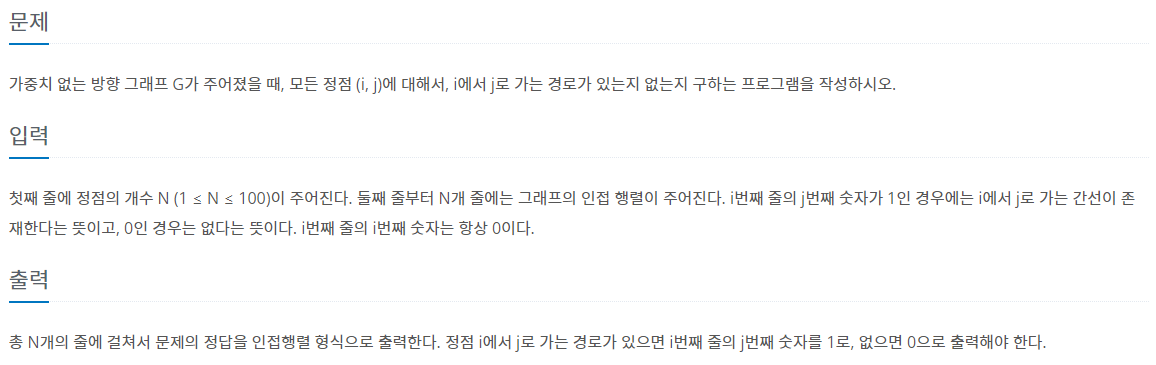 문제
가중치 없는 방향 그래프 G가 주어졌을 때, 모든 정점 (i, j)에 대해서, i에서 j로 가는 경로가 있는지 없는지 구하는 프로그램을 작성하시오.
입력
첫째 줄에 정점의 개수 N (1 ≤ N ≤ 100)이 주어진다. 둘째 줄부터 N개 줄에는 그래프의 인접 행렬이 주어진다. i번째 줄의 j번째 숫자가 1인 경우에는 i에서 j로 가는 간선이 존
재한다는 뜻이고, 0인 경우는 없다는 뜻이다. i번째 줄의 i번째 숫자는 항상 0이다.
출력
총 N개의 줄에 걸쳐서 문제의 정답을 인접행렬 형식으로 출력한다. 정점 i에서 j로 가는 경로가 있으면 i번째 줄의 j번째 숫자를 1로, 없으면 0으로 출력해야 한다.